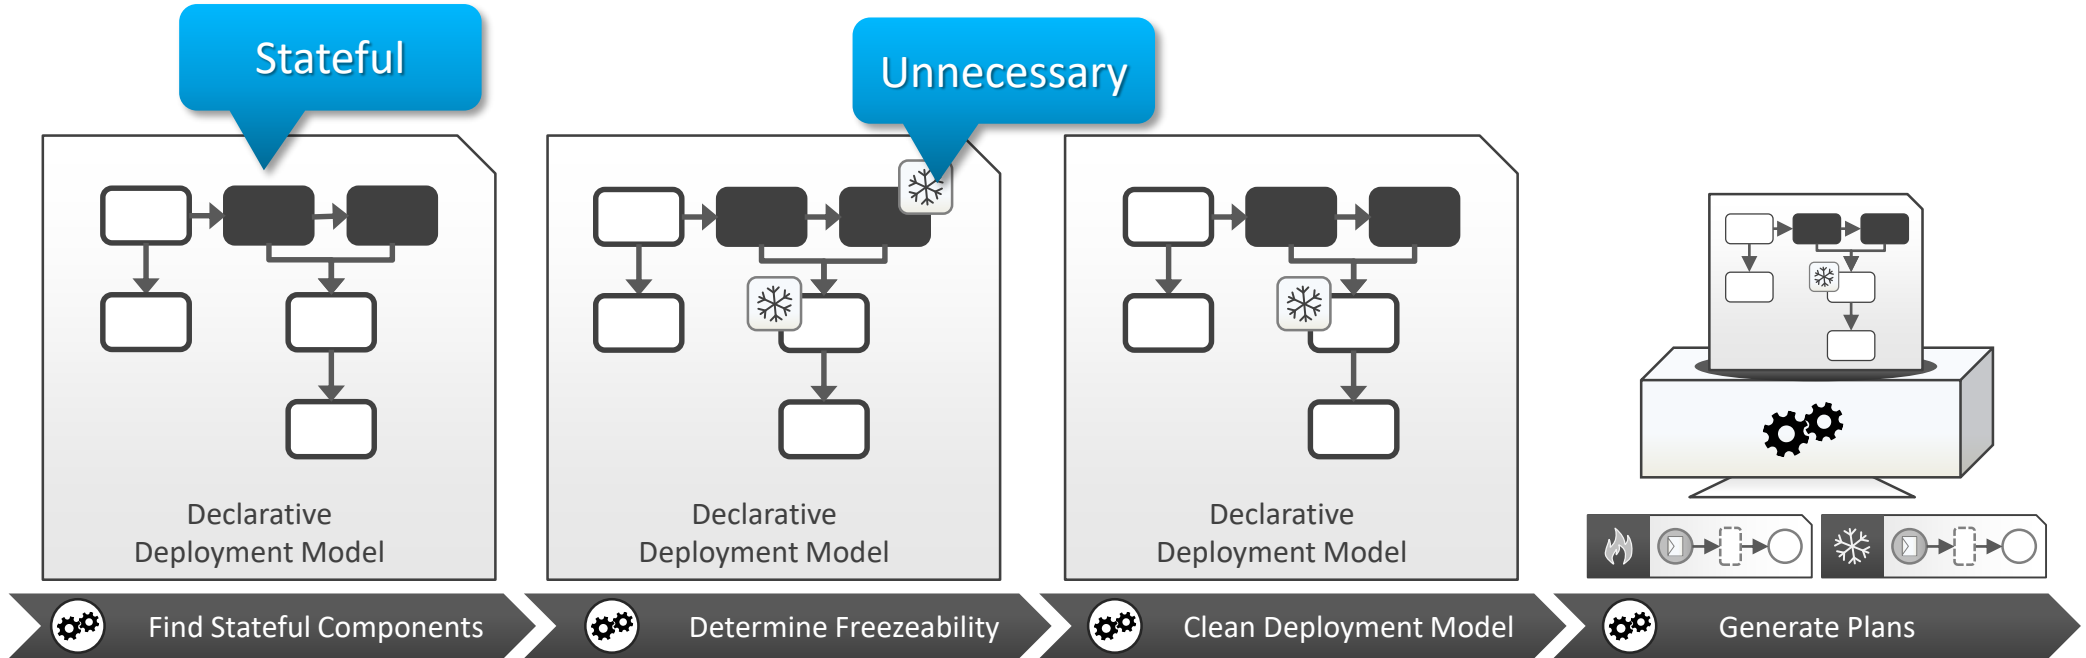 Stateful
Unnecessary
Declarative
Deployment Model
Declarative
Deployment Model
Declarative
Deployment Model
Find Stateful Components
Determine Freezeability
Clean Deployment Model
Generate Plans